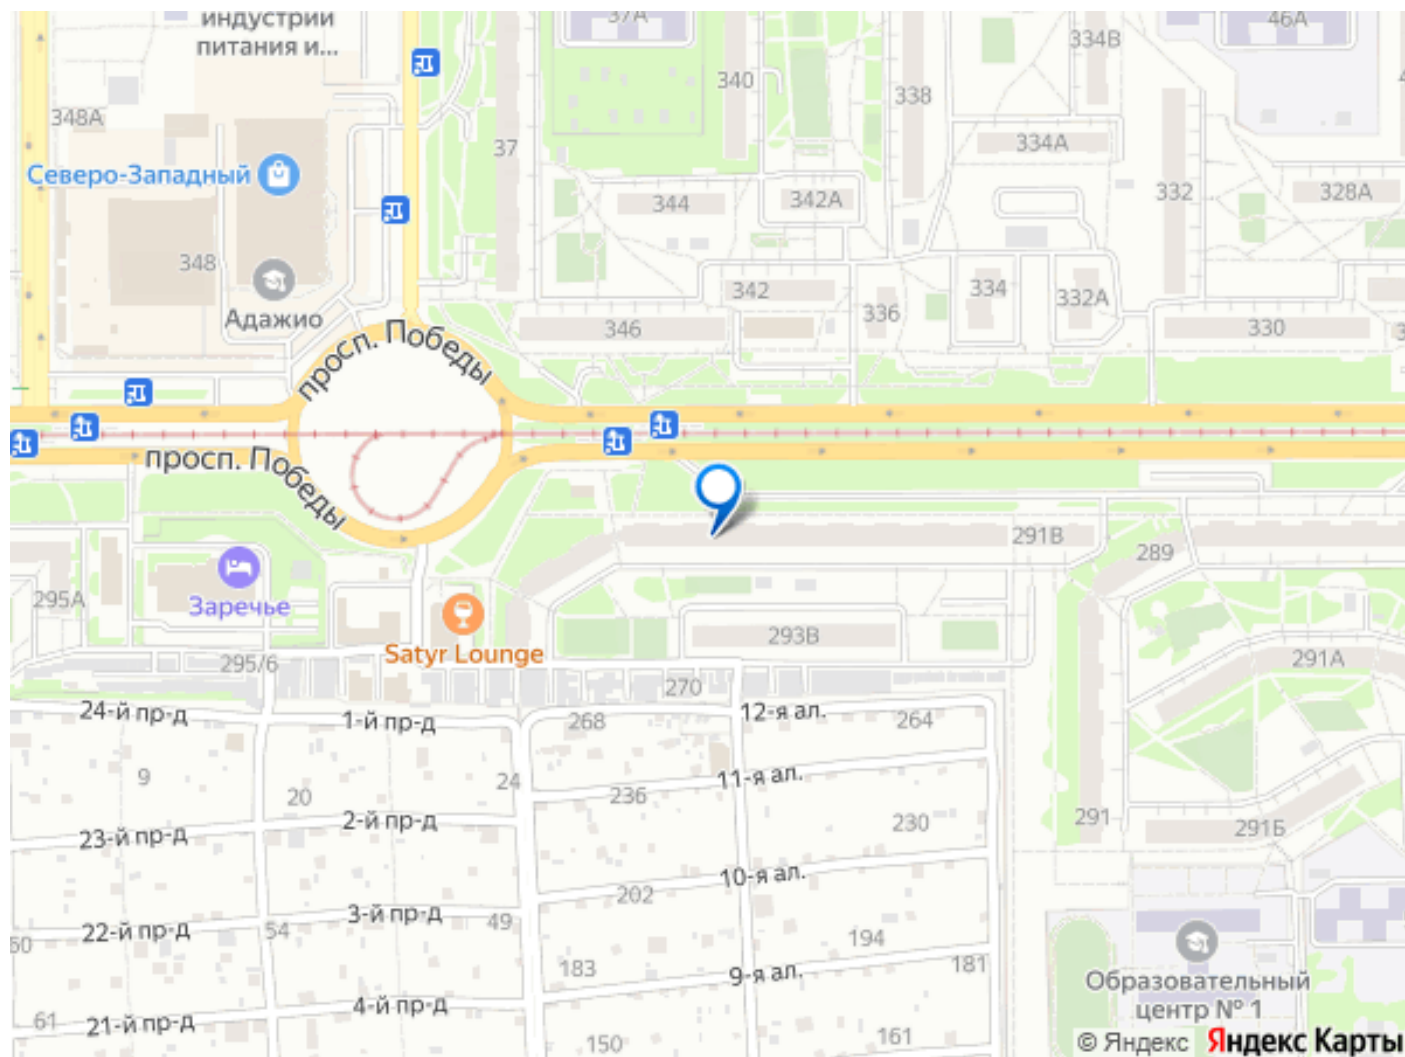 индустрии
питания и...
37А
46А
334В
340
338
348А
37
334А
Северо-Западный
332
328А
344
342А
348
342
334
332А
336
Адажио
346
330
просп. Победы
просп. Победы
291В
289
295А
Заречье
293В
Satyr Lounge
295/6
291А
270
24-й пр-д
1-й пр-д
268
12-я ал.
264
9
24
11-я ал.
20
236
23-й пр-д
2-й пр-д
230
291
291Б
10-я ал.
202
3-й пр-д
49
22-й пр-д
54
60
194
183
9-я ал.
181
Образовательный
центр № 1
61
21-й пр-д
4-й пр-д
150
161
© Яндекс Яндекс Карты